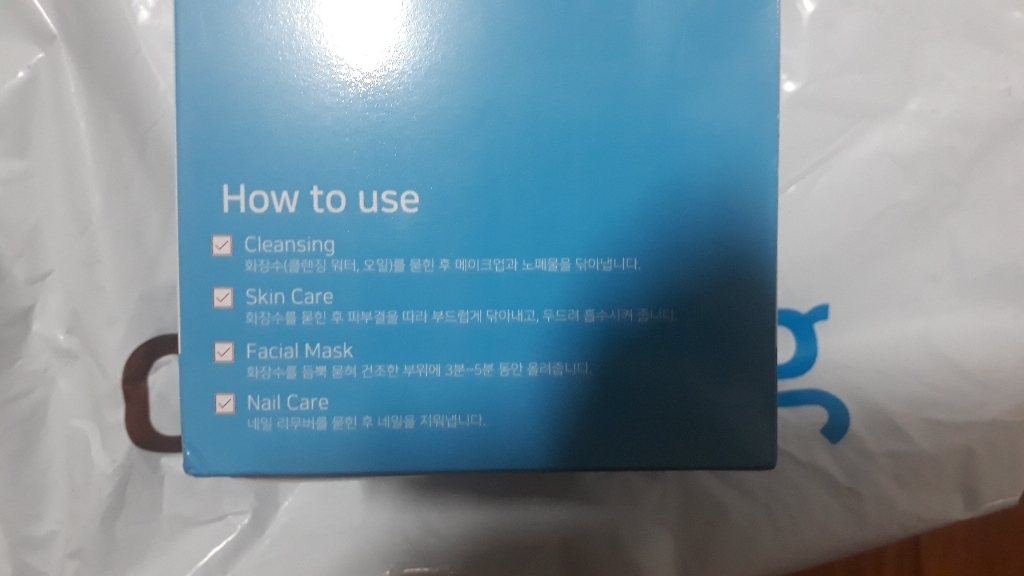 How to use
Cleansing
화장수(클렌징 워터, 오일)를 묻힌 후 메이크업과 노폐물을 닦아냅니다.
Skin Care
화장수를 묻힌 후 피부결을 따라 부드럽게 닦아내고, 두드려 흡수시켜 줍니다.
Facial Mask
화장수를 듬뿍 묻혀 건조한 부위에 3분~5분 동안 올려줍니다.
Nail Care
네일 리무버를 묻힌 후 네일을 지워냅니다.
g